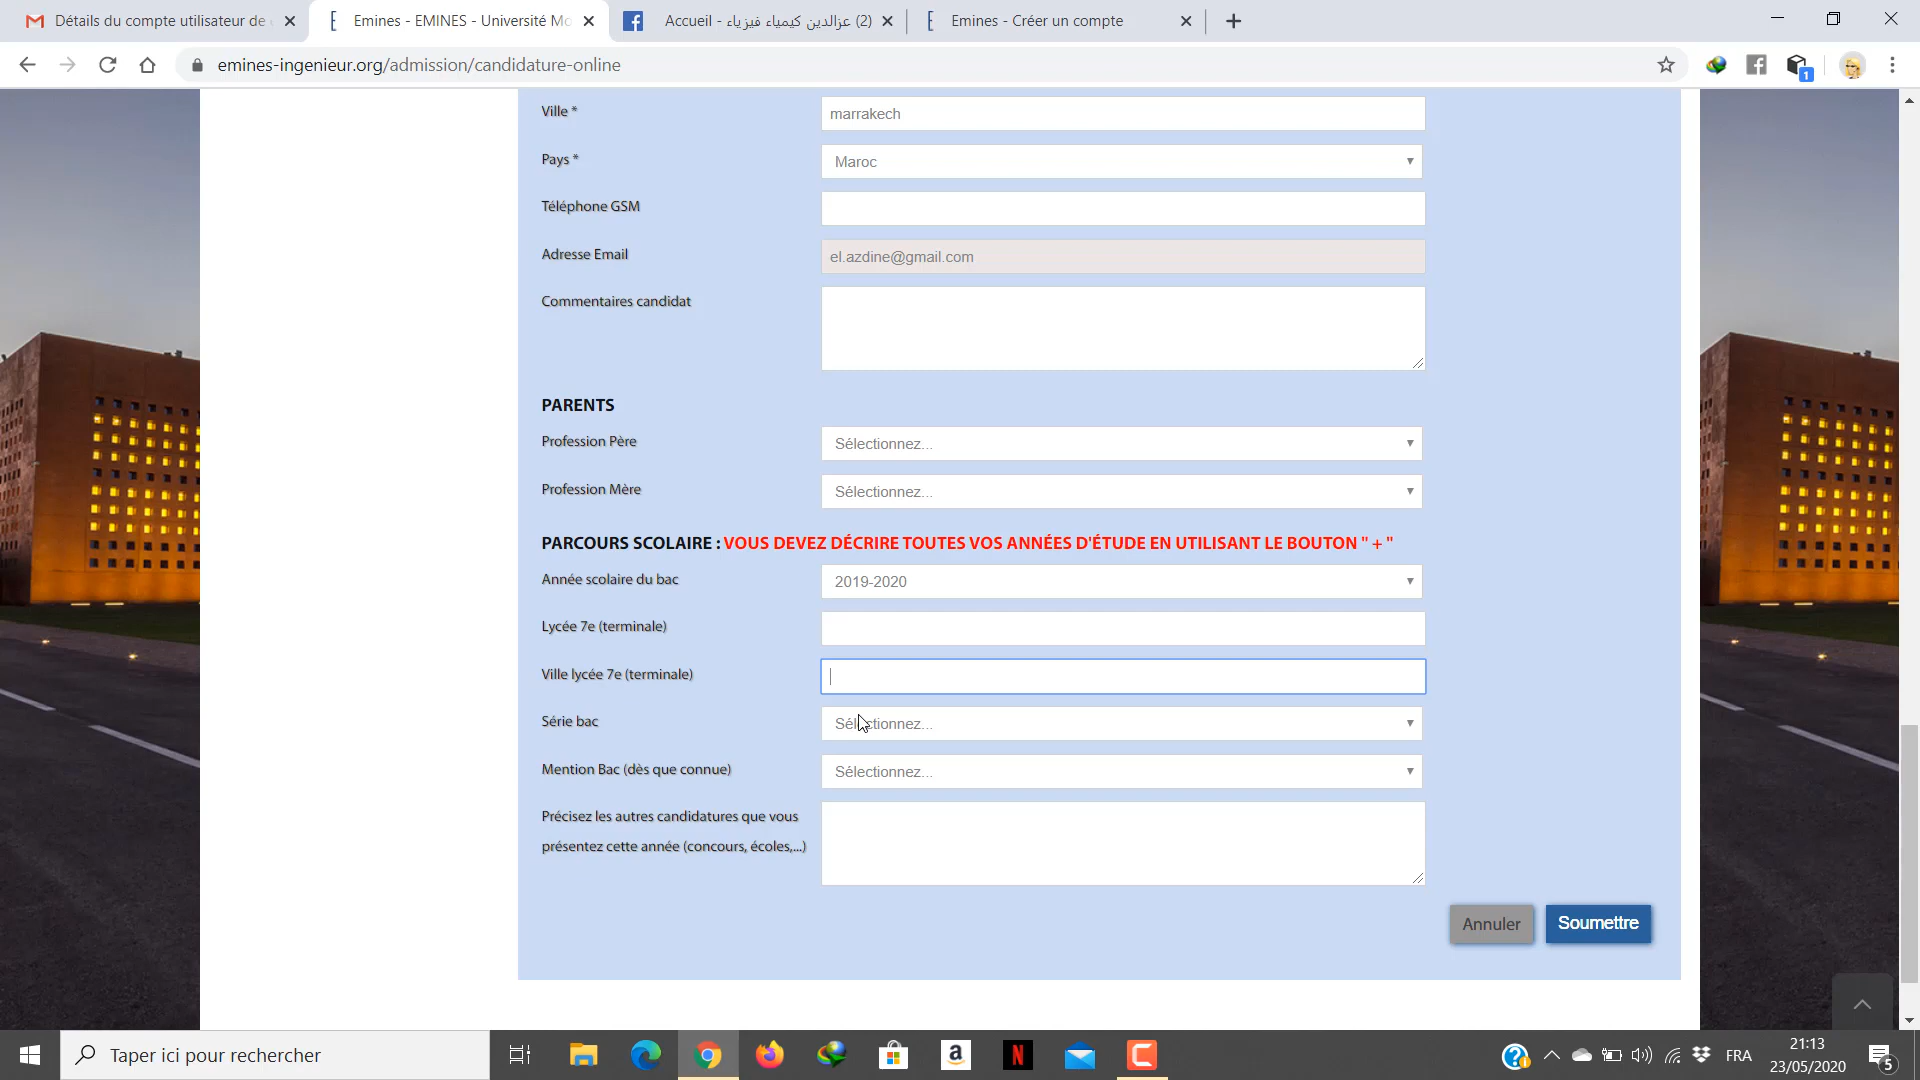 Détails du compte utilisateur de
Emines - EMINES - Université Mo
Accueil - عزالدين كيمياء فيزياء (2)
Emines - Créer un compte
emines-ingenieur.org/admission/candidature-online
1
Ville *
marrakech
Pays *
Maroc
Téléphone GSM
Adresse Email
el.azdine@gmail.com
Commentaires candidat
PARENTS
Profession Père
Sélectionnez...
Profession Mère
Sélectionnez...
PARCOURS SCOLAIRE : VOUS DEVEZ DÉCRIRE TOUTES VOS ANNÉES D'ÉTUDE EN UTILISANT LE BOUTON " + "
Année scolaire du bac
2019-2020
Lycée 7e (terminale)
Ville lycée 7e (terminale)
Série bac
Sélectionnez...
Mention Bac (dès que connue)
Sélectionnez...
Précisez les autres candidatures que vous
présentez cette année (concours, écoles,...)
Annuler
Soumettre
Taper ici pour rechercher
FRA
21:13
23/05/2020
5